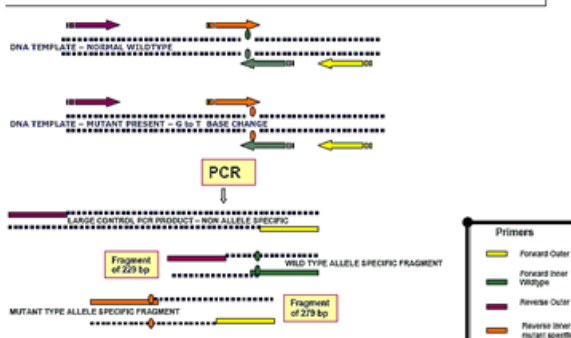 DNA TEMPLATE – NORMAL WILDTYPE
DNA TEMPLATE – MUTANT PRESENT – G to T BASE CHANGE
PCR
LARGE CONTROL PCR PRODUCT – NON ALLELE SPECIFIC
Fragment
of 229 bp
WILD TYPE ALLELE SPECIFIC FRAGMENT
MUTANT TYPE ALLELE SPECIFIC FRAGMENT
Fragment
of 279 bp
Primers
Forward Outer
Forward Inner
Wildtype
Reverse Outer
Reverse Inner
mutant specific